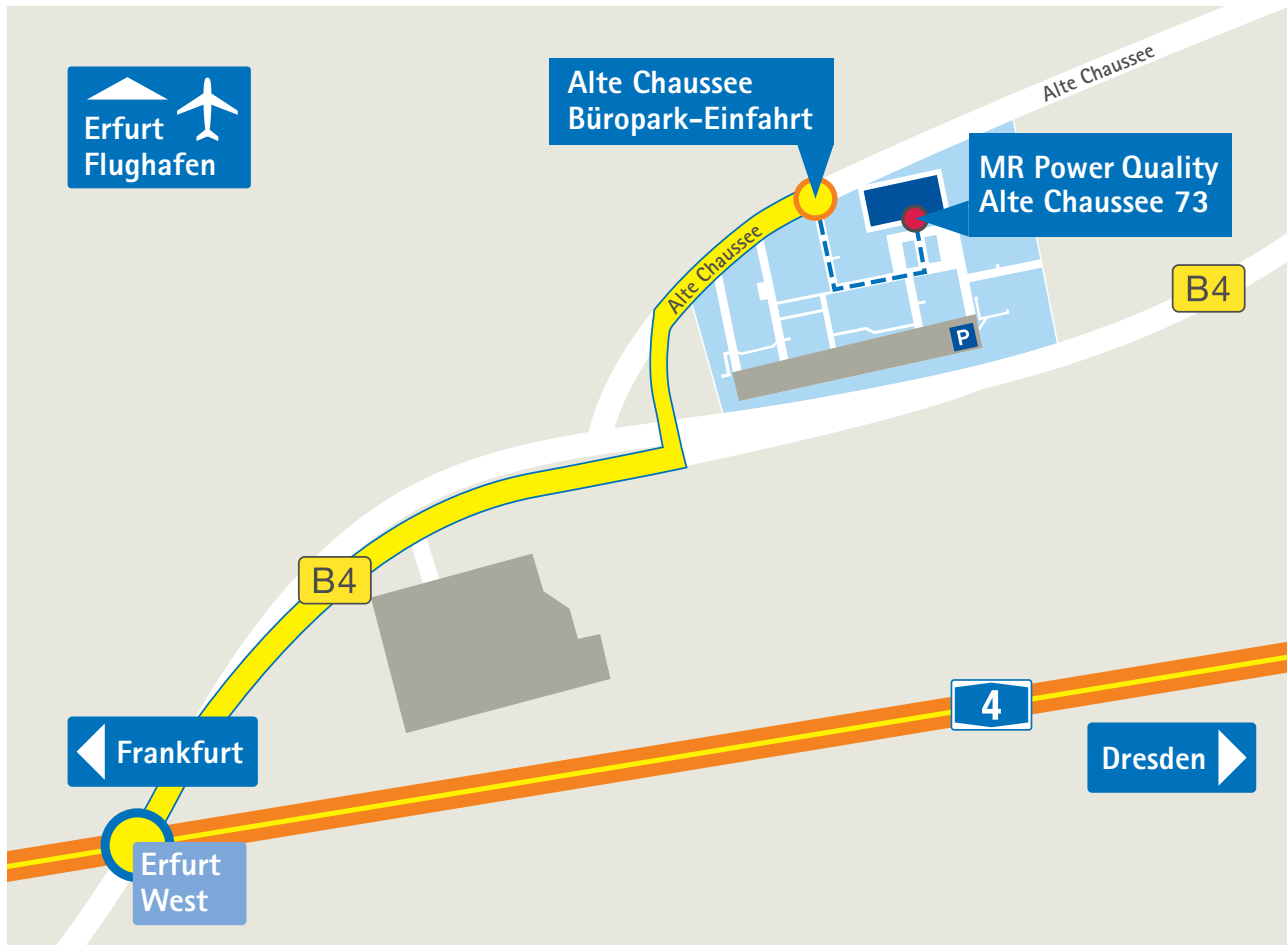 Erfurt
Flughafen
Alte Chaussee
Büropark-Einfahrt
Alte Chaussee
MR Power Quality
Alte Chaussee 73
Alte Chaussee
B4
P
B4
4
Frankfurt
Dresden
Erfurt
West